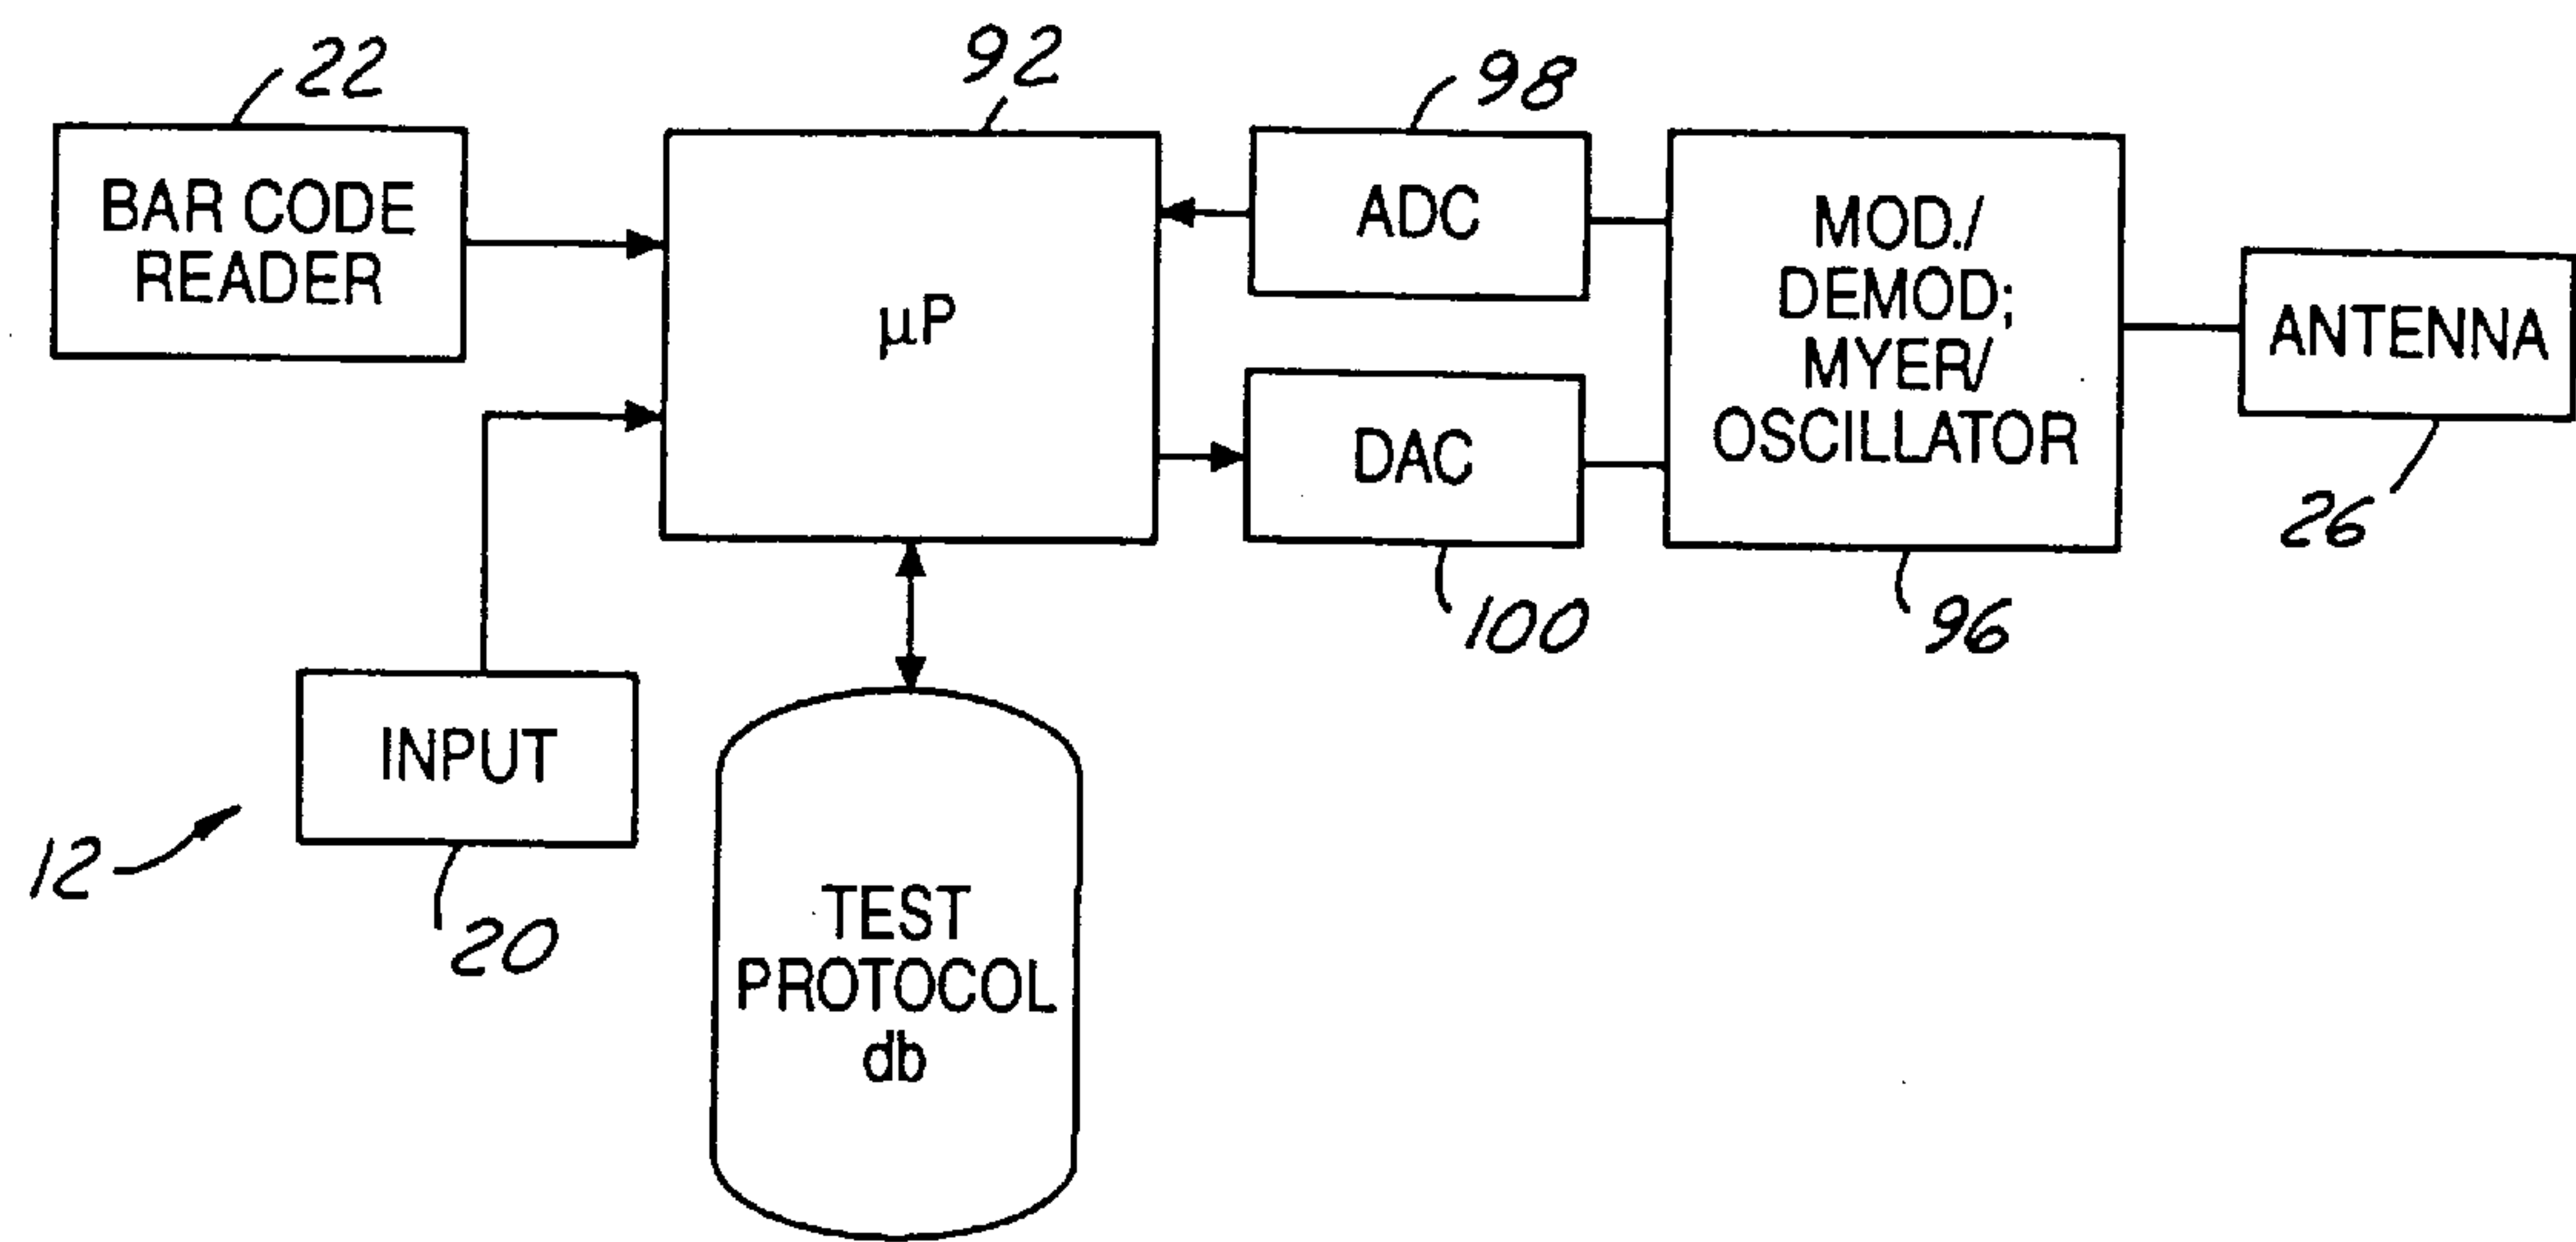 22
92
98
BAR CODE
READER
μP
ADC
MOD./
DEMOD;
MYER/
OSCILLATOR
ANTENNA
DAC
26
100
96
INPUT
12
20
TEST
PROTOCOL
db